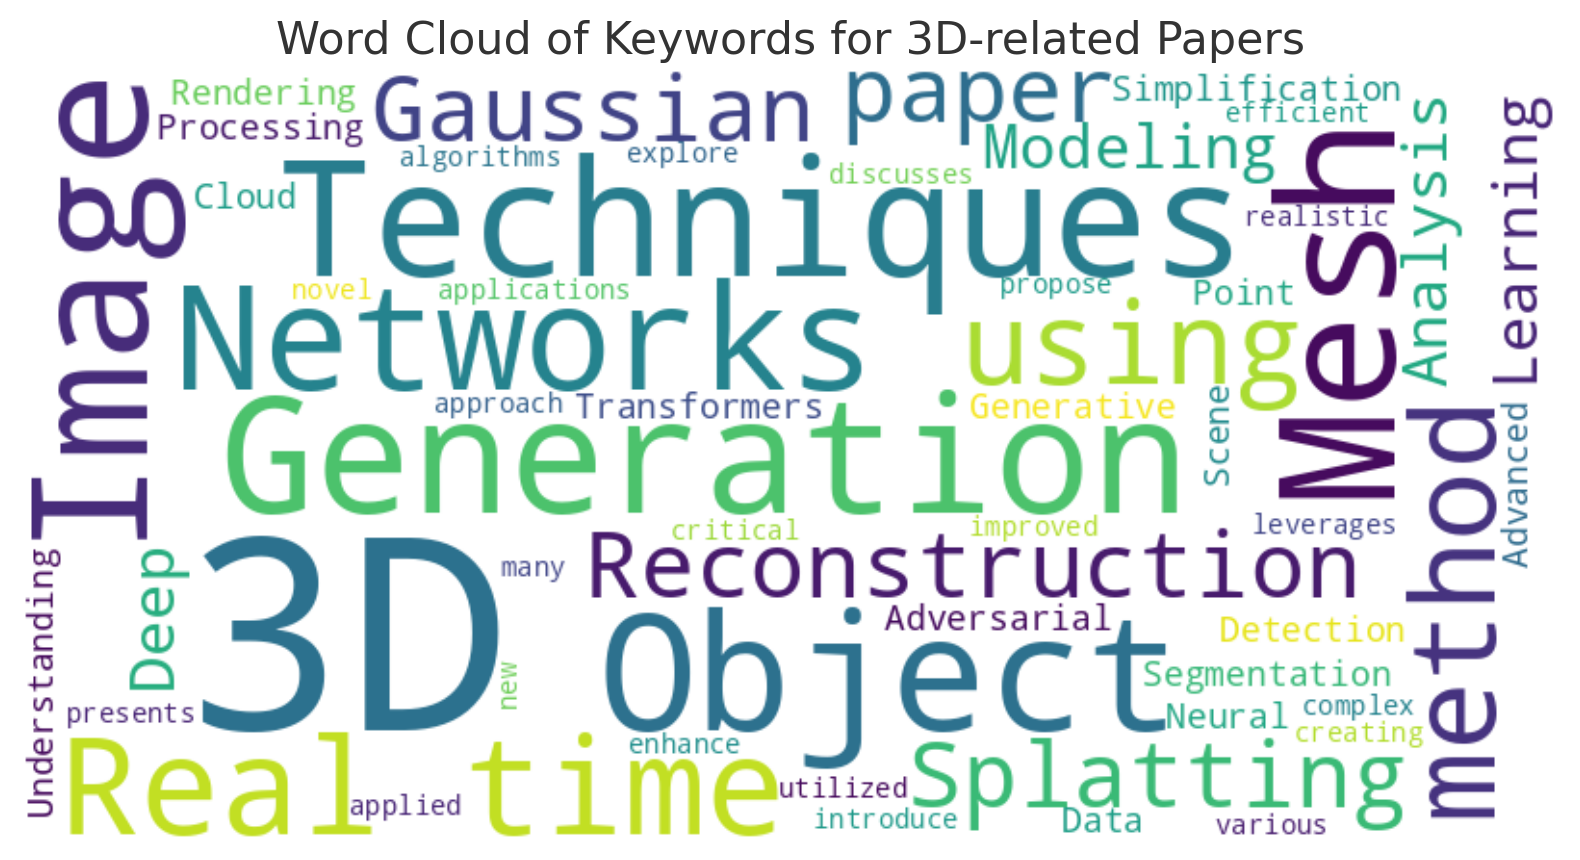 Word Cloud of Keywords for 3D-related Papers
Image
Rendering
Processing
Gaussian
paper
Simplification
efficient
Modeling
algorithms
explore
discusses
Cloud
Techniques
realistic
Mesh
Analysis
Learning
novel
applications
propose
Point
Networks
using
approach
Transformers
Generative
Scene
Generation
method
Advanced
critical
improved
leverages
Understanding
Deep
3D
many
Reconstruction
Adversarial
Object
Detection
Segmentation
new
presents
Neural
complex
creating
Real time
enhance
Splatting
applied
utilized
introduce
Data
various